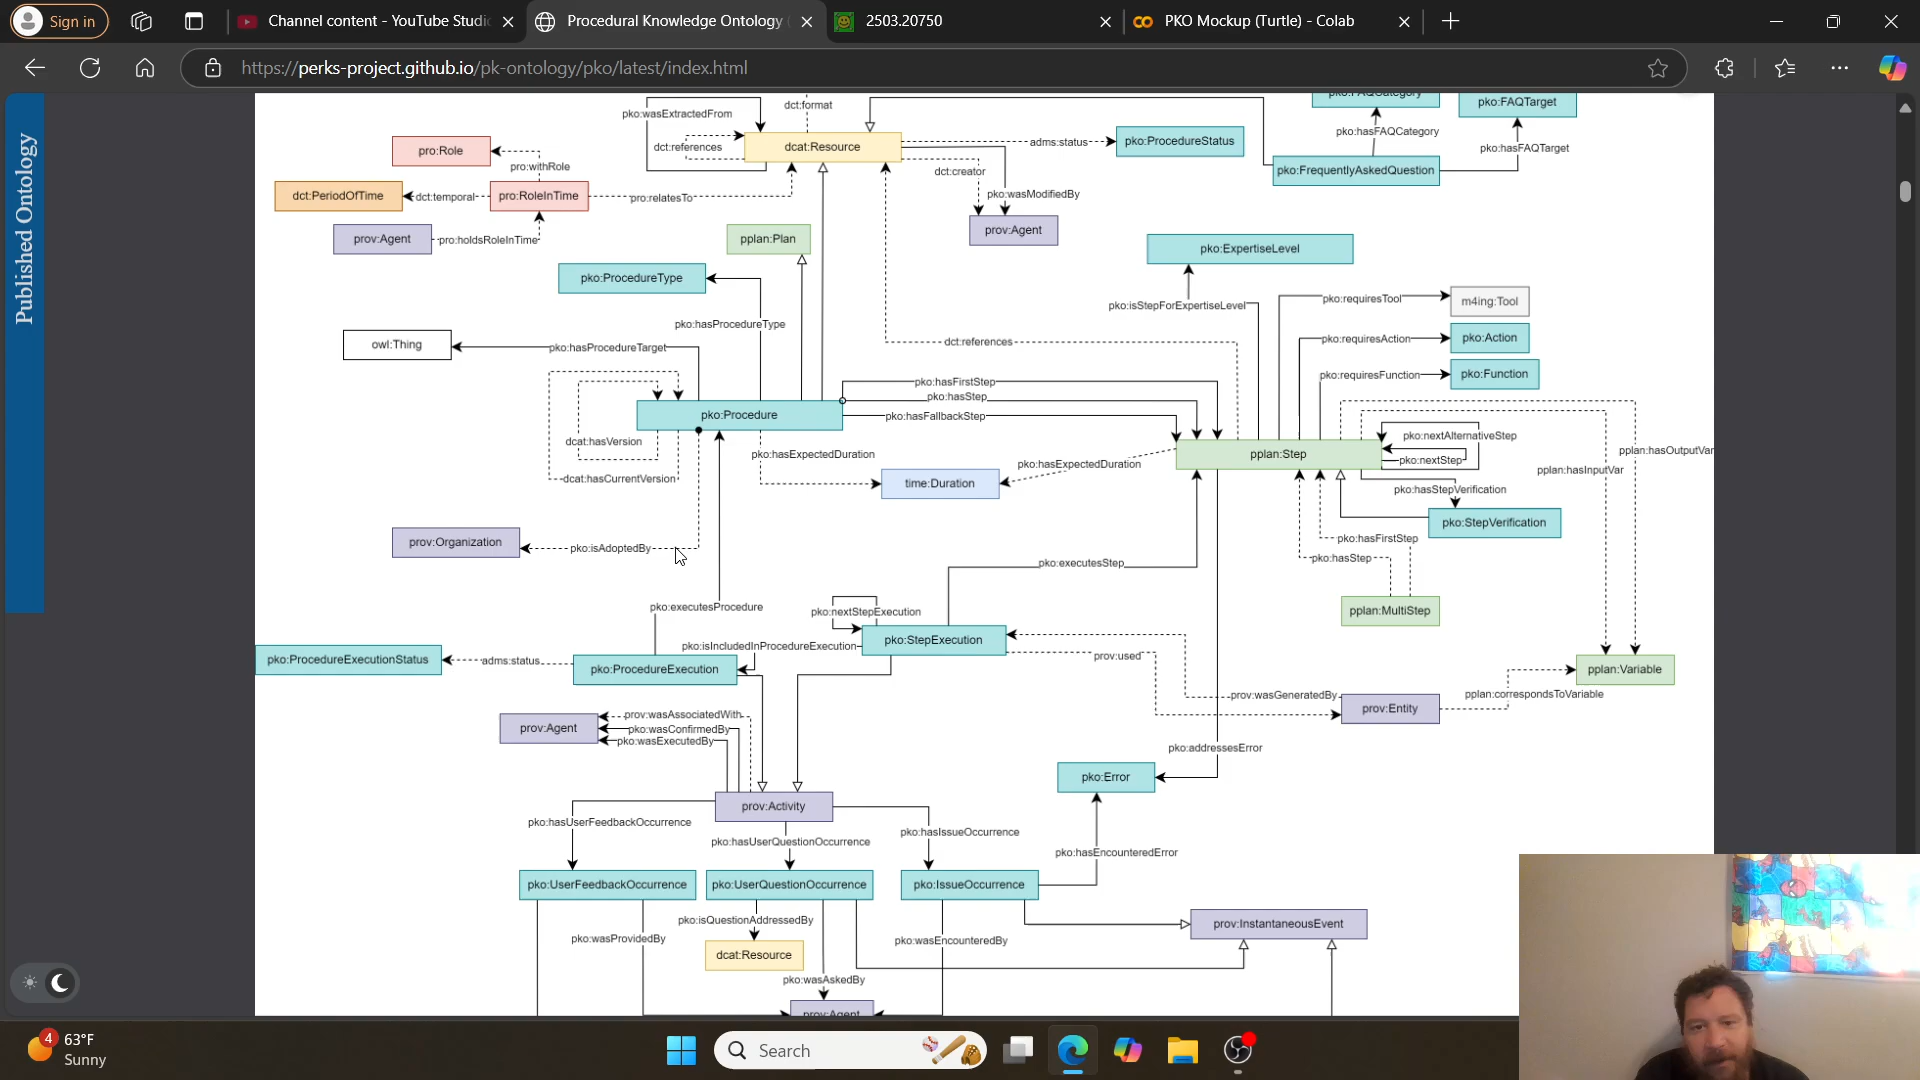 Sign in
Channel content - YouTube Studic
Procedural Knowledge Ontology (
2503.20750
PKO Mockup (Turtle) - Colab
https://perks-project.github.io/pk-ontology/pko/latest/index.html
Published Ontology
dct:format
pko:wasExtractedFrom
dct:references
dcat:Resource
adms:status
pko:ProcedureStatus
pko:FAQCategory
pko:FAQTarget
pko:hasFAQCategory
pko:hasFAQTarget
pko:FrequentlyAskedQuestion
pro:Role
pro:withRole
dct:PeriodOfTime
dct:temporal
pro:RoleInTime
pro:relatesTo
dct:creator
pko:wasModifiedBy
prov:Agent
pro:holdsRoleInTime
pplan:Plan
prov:Agent
pko:ExpertiseLevel
pko:ProcedureType
pko:isStepForExpertiseLevel
pko:requiresTool
m4ing:Tool
pko:hasProcedureType
owl:Thing
pko:hasProcedureTarget
dct:references
pko:requiresAction
pko:Action
pko:requiresFunction
pko:Function
pko:hasFirstStep
pko:hasStep
pko:hasFallbackStep
pko:Procedure
dcat:hasVersion
dcat:hasCurrentVersion
pko:hasExpectedDuration
time:Duration
pko:hasExpectedDuration
pplan:Step
pko:nextAlternativeStep
pko:nextStep
pplan:hasOutputVar
pplan:hasInputVar
pko:hasStepVerification
pko:StepVerification
pko:hasFirstStep
pko:hasStep
prov:Organization
pko:isAdoptedBy
pko:executesStep
pko:executesProcedure
pko:nextStepExecution
pplan:MultiStep
pko:StepExecution
pko:isIncludedInProcedureExecution
pko:ProcedureExecutionStatus
adms:status
pko:ProcedureExecution
prov:used
pplan:Variable
prov:wasGeneratedBy
pplan:correspondsToVariable
prov:Entity
prov:Agent
prov:wasAssociatedWith
pko:wasConfirmedBy
pko:wasExecutedBy
pko:addressesError
pko:Error
prov:Activity
pko:hasUserFeedbackOccurrence
pko:hasUserQuestionOccurrence
pko:hasIssueOccurrence
pko:hasEncounteredError
pko:UserFeedbackOccurrence
pko:UserQuestionOccurrence
pko:IssueOccurrence
pko:isQuestionAddressedBy
pko:wasProvidedBy
dcat:Resource
pko:wasEncounteredBy
prov:InstantaneousEvent
pko:wasAskedBy
prov:Agent
4
63°F
Sunny
Search